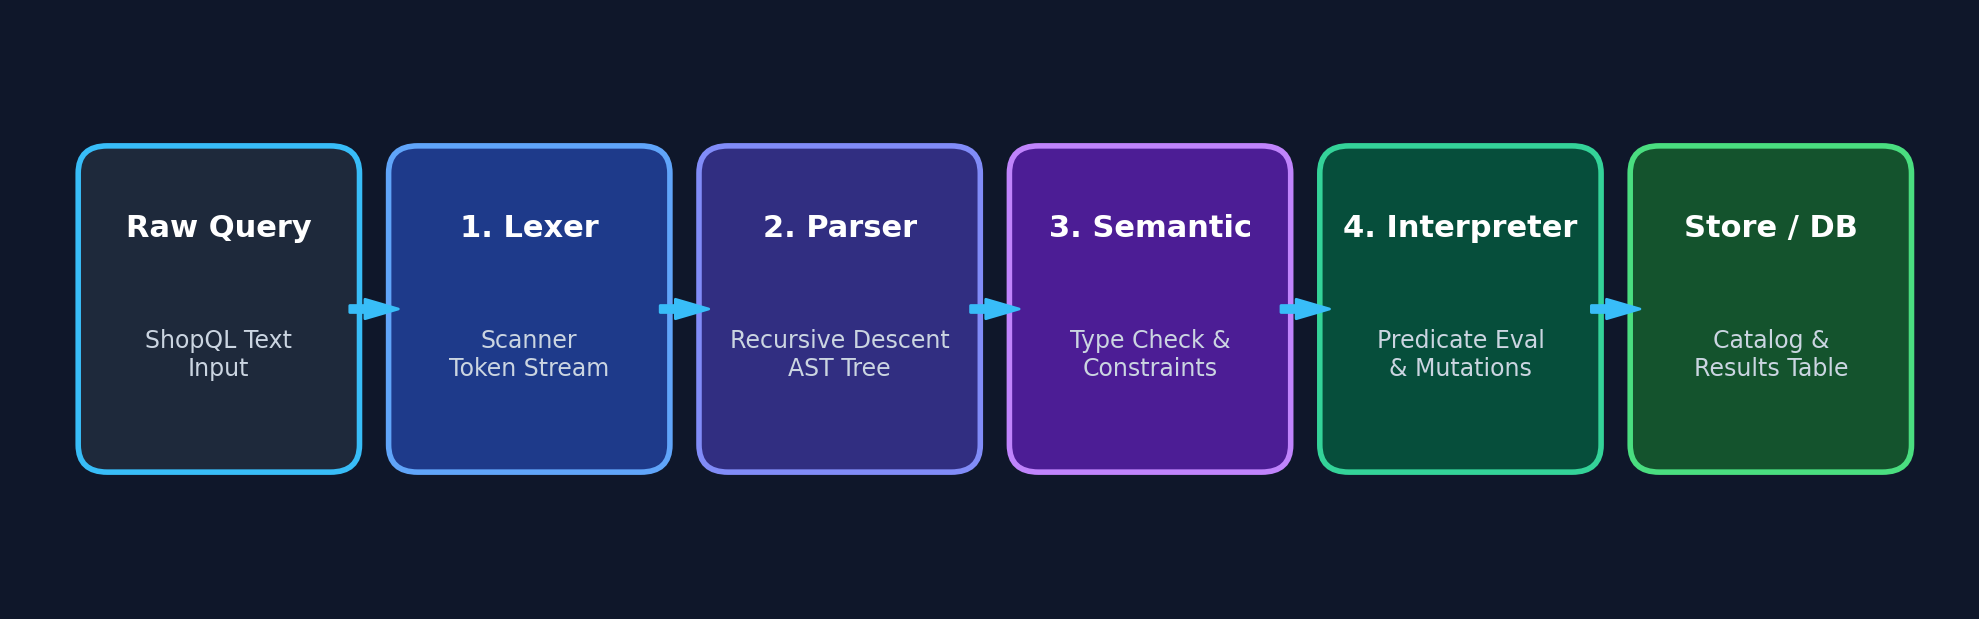 Raw Query
ShopQL Text
Input
1. Lexer
Scanner
Token Stream
2. Parser
Recursive Descent
AST Tree
3. Semantic
Type Check &
Constraints
4. Interpreter
Predicate Eval
& Mutations
Store / DB
Catalog &
Results Table